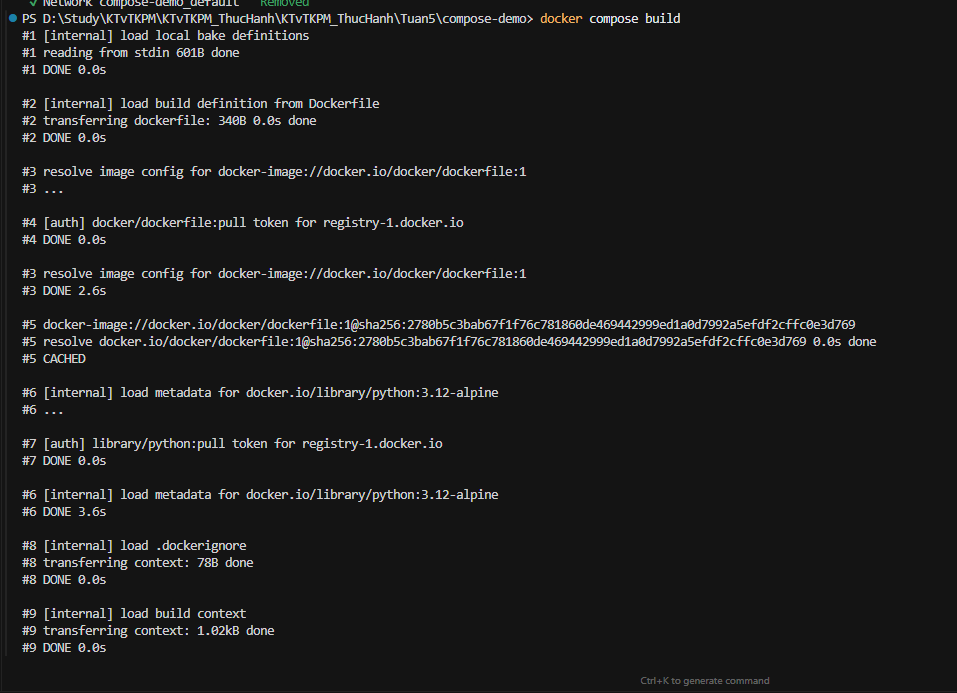 ✓ Network compose-demo_default    Removed
PS D:\Study\KTvTKPM\KTvTKPM_ThucHanh\KTvTKPM_ThucHanh\Tuan5\compose-demo> docker compose build
#1 [internal] load local bake definitions
#1 reading from stdin 601B done
#1 DONE 0.0s

#2 [internal] load build definition from Dockerfile
#2 transferring dockerfile: 340B 0.0s done
#2 DONE 0.0s

#3 resolve image config for docker-image://docker.io/docker/dockerfile:1
#3 ...

#4 [auth] docker/dockerfile:pull token for registry-1.docker.io
#4 DONE 0.0s

#3 resolve image config for docker-image://docker.io/docker/dockerfile:1
#3 DONE 2.6s

#5 docker-image://docker.io/docker/dockerfile:1@sha256:2780b5c3bab67f1f76c781860de469442999ed1a0d7992a5efdf2cffc0e3d769
#5 resolve docker.io/docker/dockerfile:1@sha256:2780b5c3bab67f1f76c781860de469442999ed1a0d7992a5efdf2cffc0e3d769 0.0s done
#5 CACHED

#6 [internal] load metadata for docker.io/library/python:3.12-alpine
#6 ...

#7 [auth] library/python:pull token for registry-1.docker.io
#7 DONE 0.0s

#6 [internal] load metadata for docker.io/library/python:3.12-alpine
#6 DONE 3.6s

#8 [internal] load .dockerignore
#8 transferring context: 78B done
#8 DONE 0.0s

#9 [internal] load build context
#9 transferring context: 1.02kB done
#9 DONE 0.0s

Ctrl+K to generate command